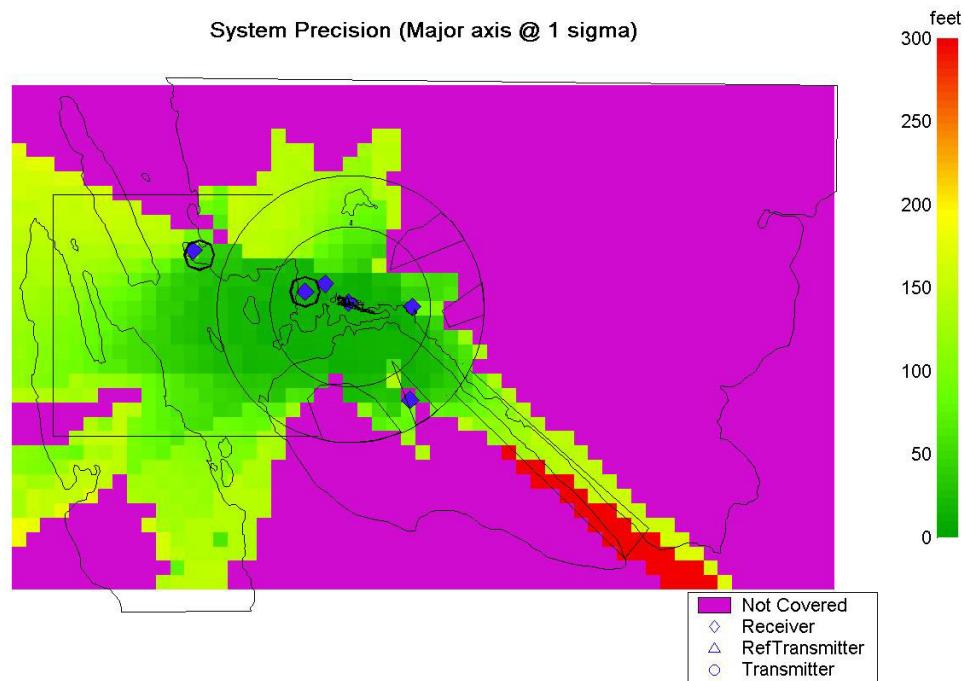 System Precision (Major axis @ 1 sigma)
feet
300
250
200
150
100
50
0
Not Covered
Receiver
RefTransmitter
Transmitter